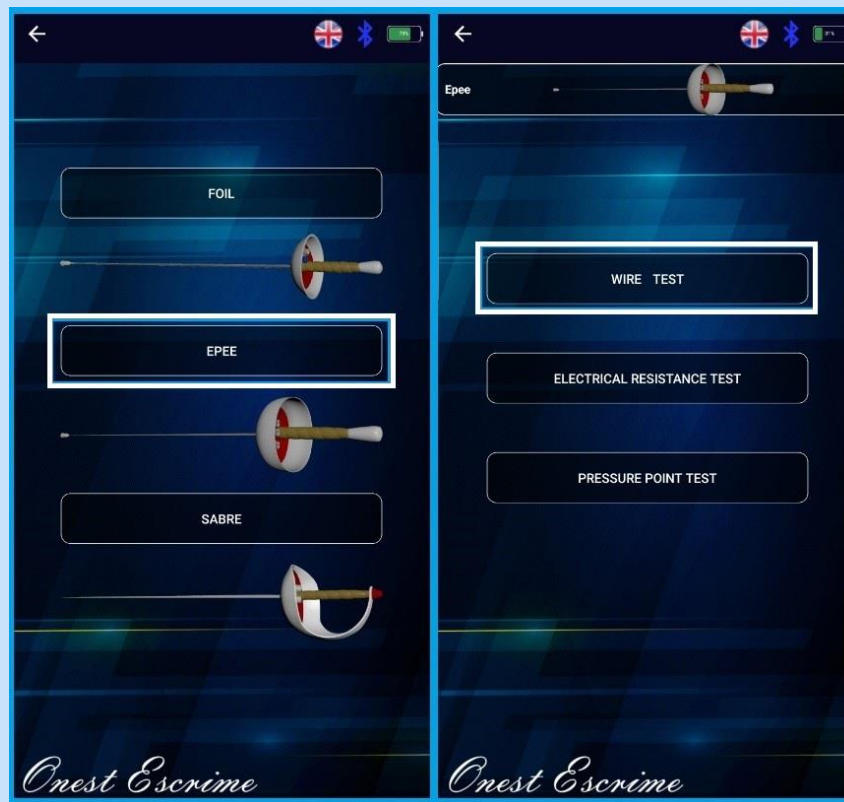 FOIL
EPEE
SABRE
Onest Escrime
Epee
WIRE TEST
ELECTRICAL RESISTANCE TEST
PRESSURE POINT TEST
Onest Escrime